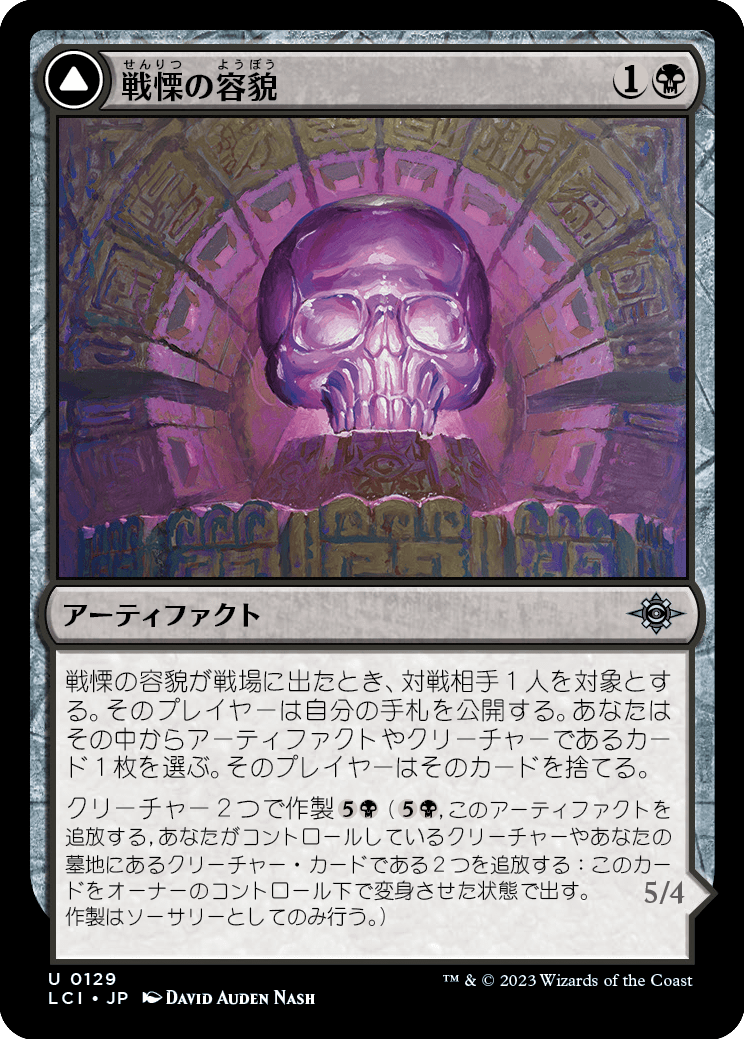 せんりつ ようぼう
戦慄の容貌 1
アーティファクト
戦慄の容貌が戦場に出たとき、対戦相手１人を対象とす
る。そのプレイヤーは自分の手札を公開する。あなたは
その中からアーティファクトやクリーチャーであるカー
ド１枚を選ぶ。そのプレイヤーはそのカードを捨てる。
クリーチャー２つで作製 5 ( 5 ,このアーティファクトを
追放する,あなたがコントロールしているクリーチャーやあなたの
墓地にあるクリーチャー・カードである２つを追放する：このカー
ドをオーナーのコントロール下で変身させた状態で出す。
作製はソーサリーとしてのみ行う。)
5/4
U 0129
LCI • JP DAVID AUDEN NASH
™ & © 2023 Wizards of the Coast